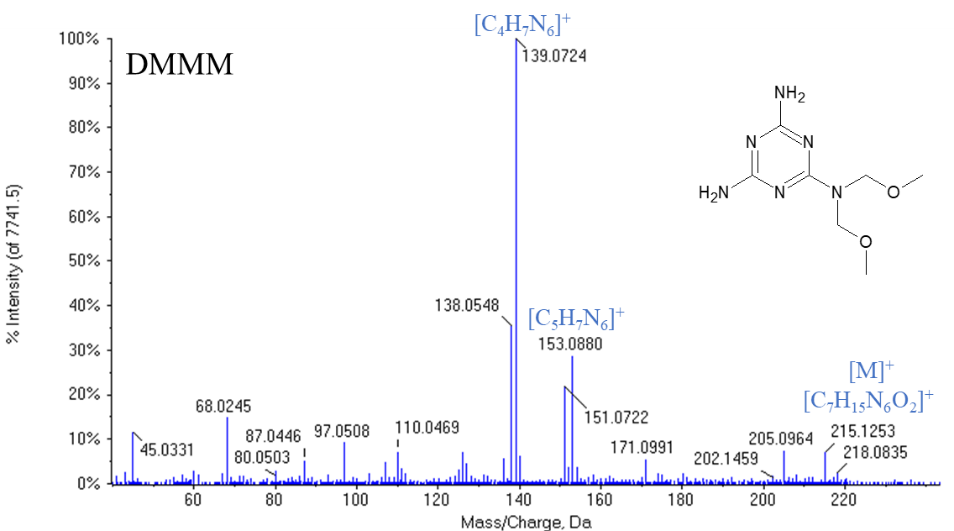 [C₄H₇N₆]⁺
100%
DMMM
139.0724
90%
80%
70%
60%
50%
40%
30%
20%
10%
0%
% Intensity (of 7741.5)
NH₂
N
N
H₂N
N
N
O
O
138.0548
[C₅H₇N₆]⁺
153.0880
[M]⁺
[C₇H₁₅N₆O₂]⁺
68.0245
151.0722
45.0331
87.0446
80.0503
97.0508
110.0469
171.0991
205.0964
215.1253
202.1459
218.0835
60
80
100
120
140
160
180
200
220
Mass/Charge, Da